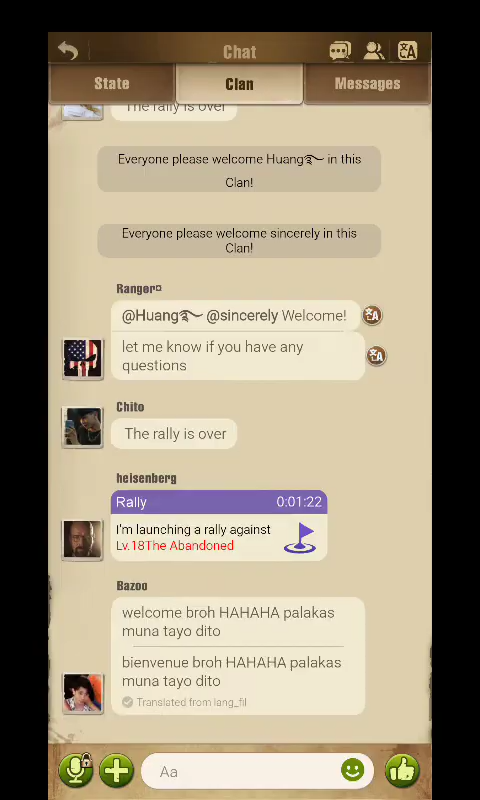 Chat
State
Clan
Messages
The rally is over
Everyone please welcome Huang࿐ in this
Clan!
Everyone please welcome sincerely in this
Clan!
Ranger¤
@Huang࿐ @sincerely Welcome!
let me know if you have any
questions
Chito
The rally is over
heisenberg
Rally 0:01:22
I'm launching a rally against
Lv.18The Abandoned
Bazoo
welcome broh HAHAHA palakas
muna tayo dito
bienvenue broh HAHAHA palakas
muna tayo dito
Translated from lang_fil
Aa